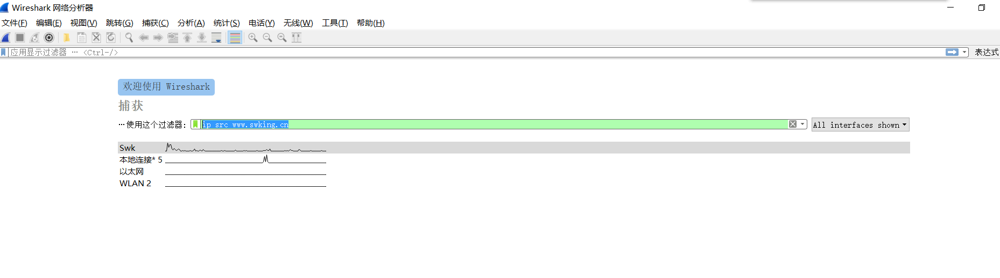 Wireshark 网络分析器
文件(F) 编辑(E) 视图(V) 跳转(G) 捕获(C) 分析(A) 统计(S) 电话(Y) 无线(W) 工具(T) 帮助(H)
应用显示过滤器 … <Ctrl-/> 表达式
欢迎使用 Wireshark
捕获
…使用这个过滤器: ip src www.swking.cn All interfaces shown
Swk
本地连接* 5
以太网
WLAN 2